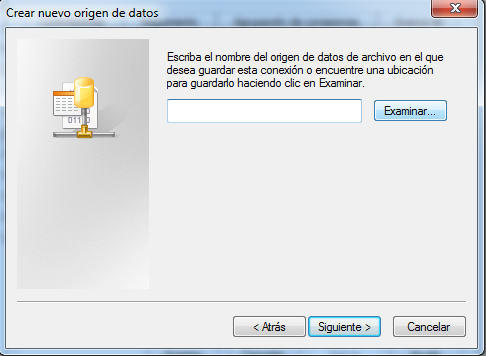 Crear nuevo origen de datos
Escriba el nombre del origen de datos de archivo en el que
desea guardar esta conexión o encuentre una ubicación
para guardarlo haciendo clic en Examinar.
Examinar...
< Atrás
Siguiente >
Cancelar